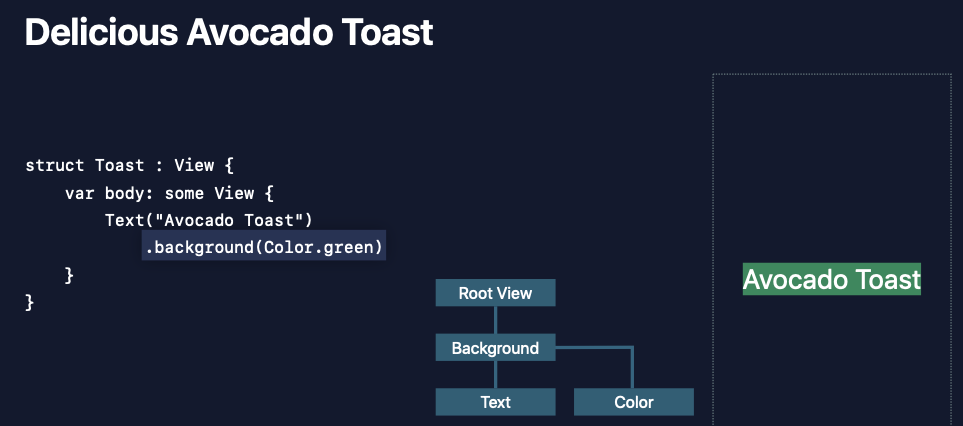 Delicious Avocado Toast
struct Toast : View {
    var body: some View {
        Text("Avocado Toast")
            .background(Color.green)
    }
}
Root View
Background
Text
Color
Avocado Toast